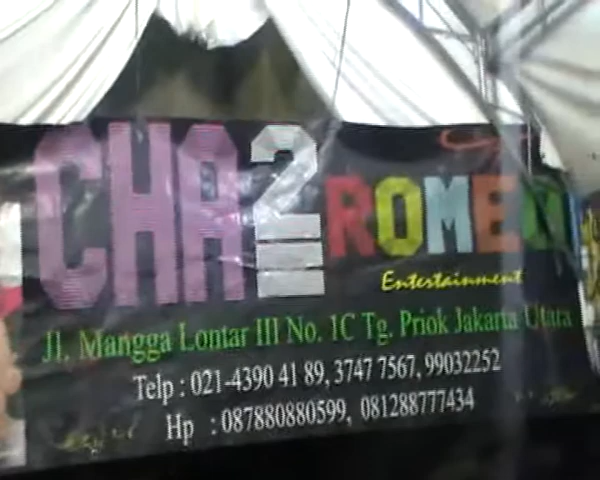 CHA2 ROMEO
Entertainment
Jl. Mangga Lontar III No. 1C Tg. Priok Jakarta Utara
Telp : 021-4390 41 89, 3747 7567, 99032252
Hp : 087880880599, 081288777434